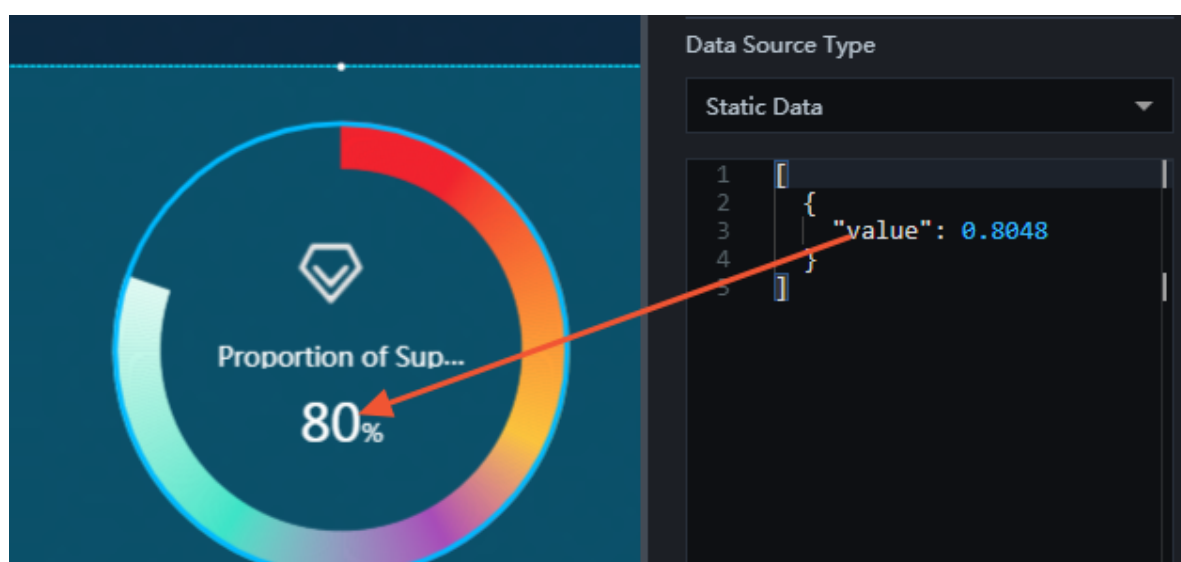 Proportion of Sup...
80%
Data Source Type
Static Data
1 [
2 {
3 "value": 0.8048
4 }
5 ]